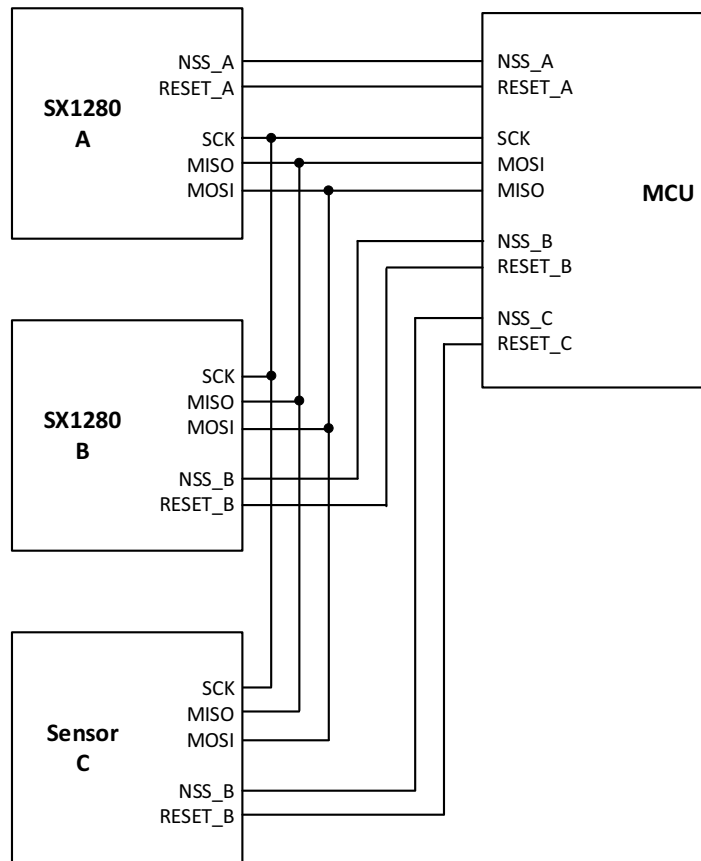 SX1280
A
NSS_A
RESET_A
SCK
MISO
MOSI
NSS_A
RESET_A
SCK
MOSI
MISO
NSS_B
RESET_B
NSS_C
RESET_C
MCU
SX1280
B
SCK
MISO
MOSI
NSS_B
RESET_B
Sensor
C
SCK
MISO
MOSI
NSS_B
RESET_B